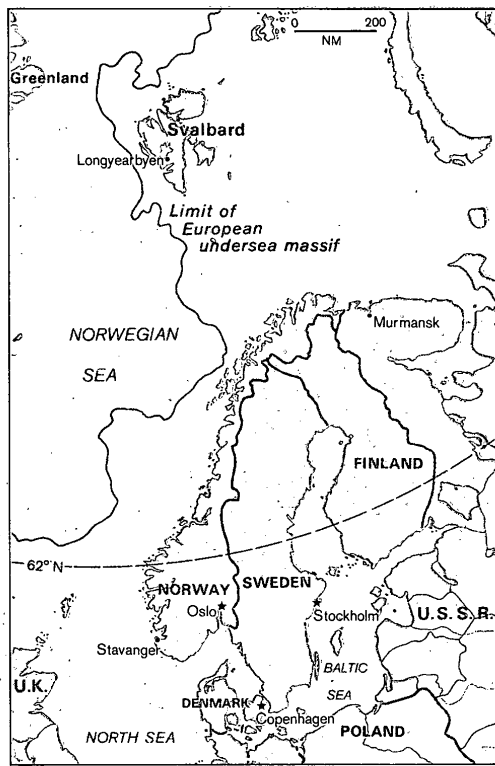 0 200
NM
Greenland
Svalbard
Longyearbyen
Limit of
European
undersea massif
Murmansk
NORWEGIAN
SEA
FINLAND
62° N
NORWAY
SWEDEN
Oslo
Stockholm
U.S.S.R.
Stavanger
BALTIC
SEA
U.K.
DENMARK
Copenhagen
POLAND
NORTH SEA